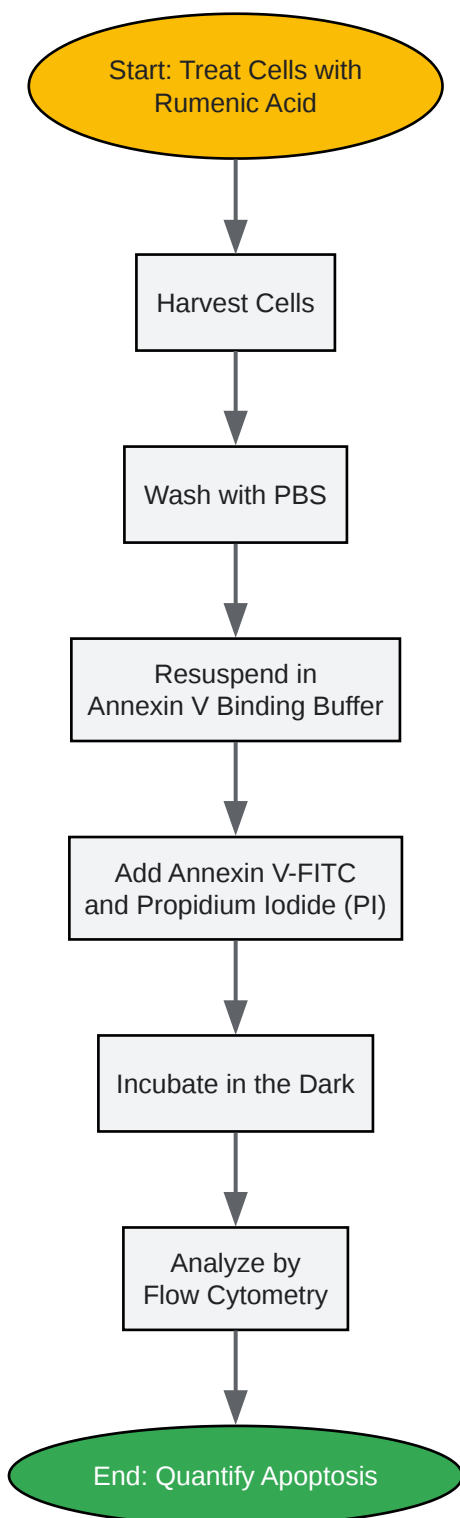 Start: Treat Cells with
Rumenic Acid
Harvest Cells
Wash with PBS
Resuspend in
Annexin V Binding Buffer
Add Annexin V-FITC
and Propidium Iodide (PI)
Incubate in the Dark
Analyze by
Flow Cytometry
End: Quantify Apoptosis